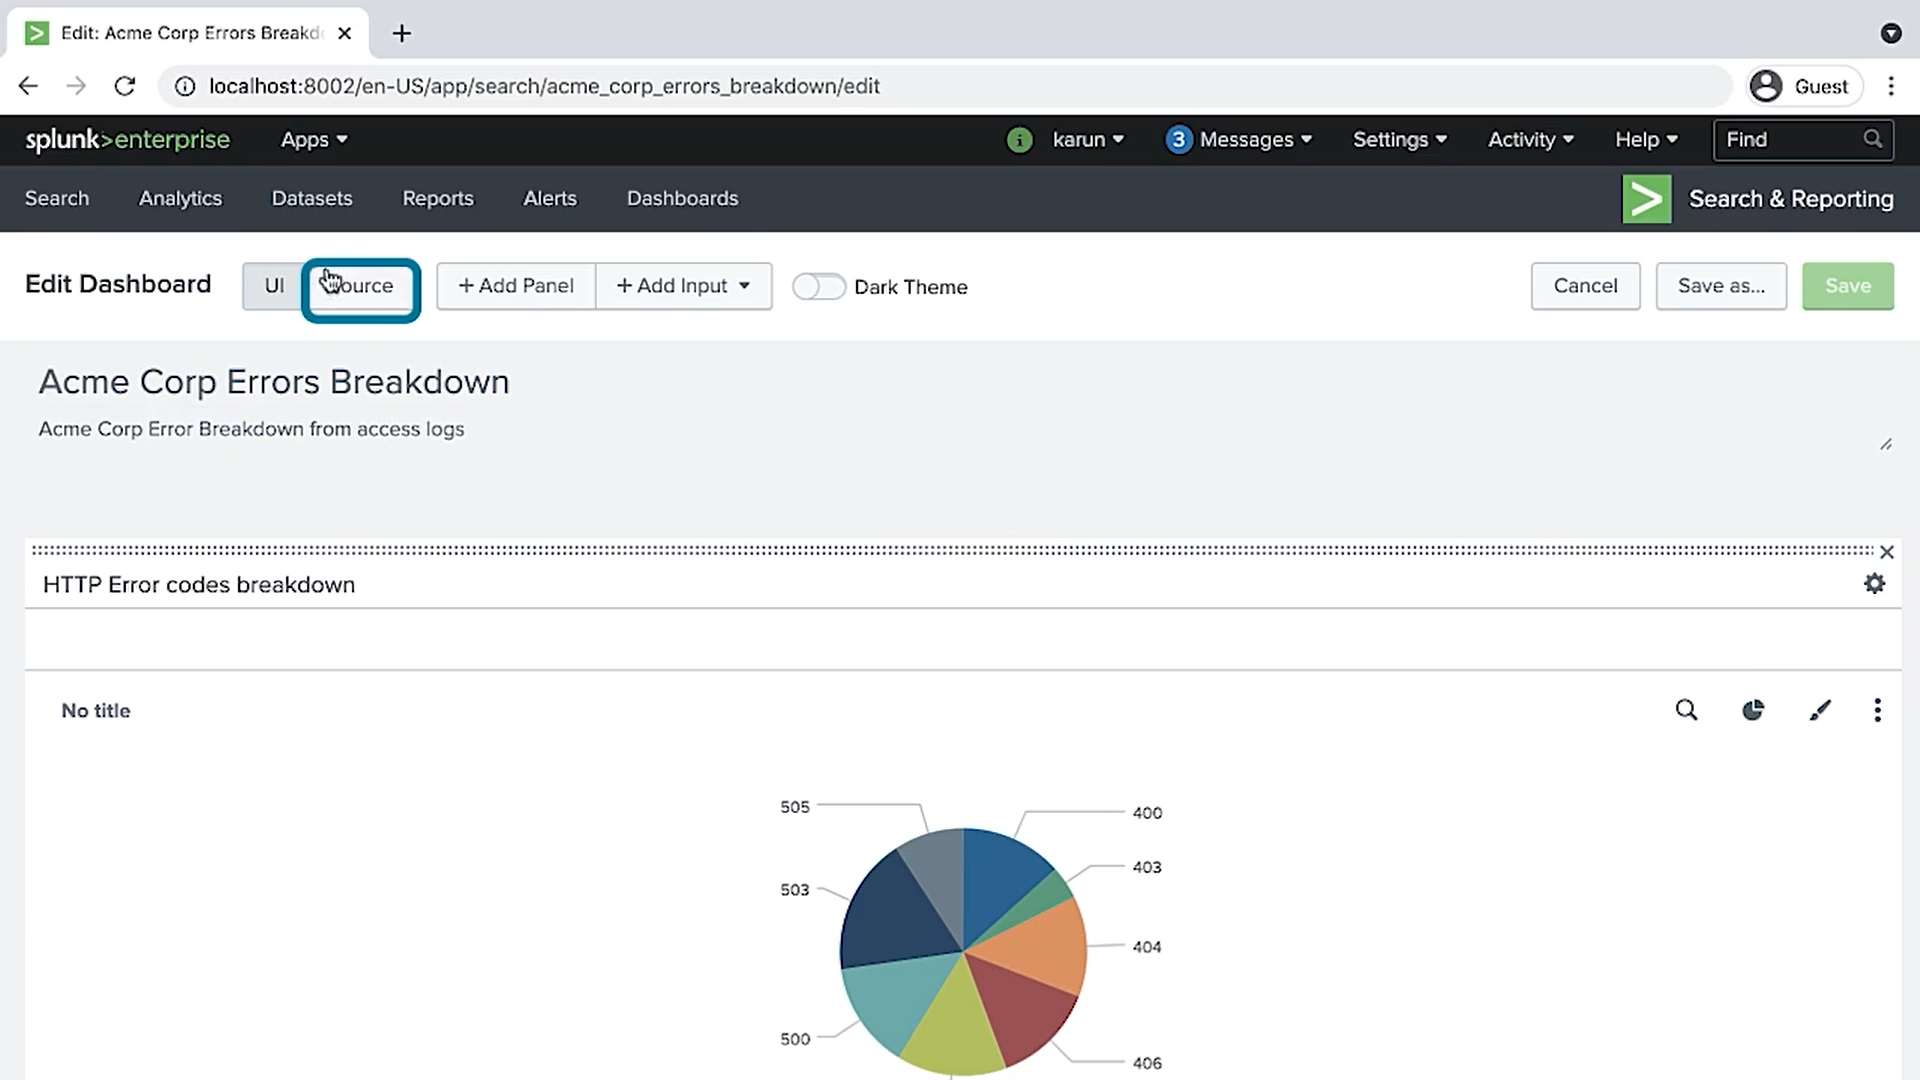 Edit: Acme Corp Errors Breakd
localhost:8002/en-US/app/search/acme_corp_errors_breakdown/edit
Guest
splunk>enterprise
Apps
i
karun
3 Messages
Settings
Activity
Help
Find
Search
Analytics
Datasets
Reports
Alerts
Dashboards
Search & Reporting
Edit Dashboard
UI
ource
+ Add Panel
+ Add Input
Dark Theme
Cancel
Save as...
Save
Acme Corp Errors Breakdown
Acme Corp Error Breakdown from access logs
HTTP Error codes breakdown
No title
505
400
403
503
404
500
406